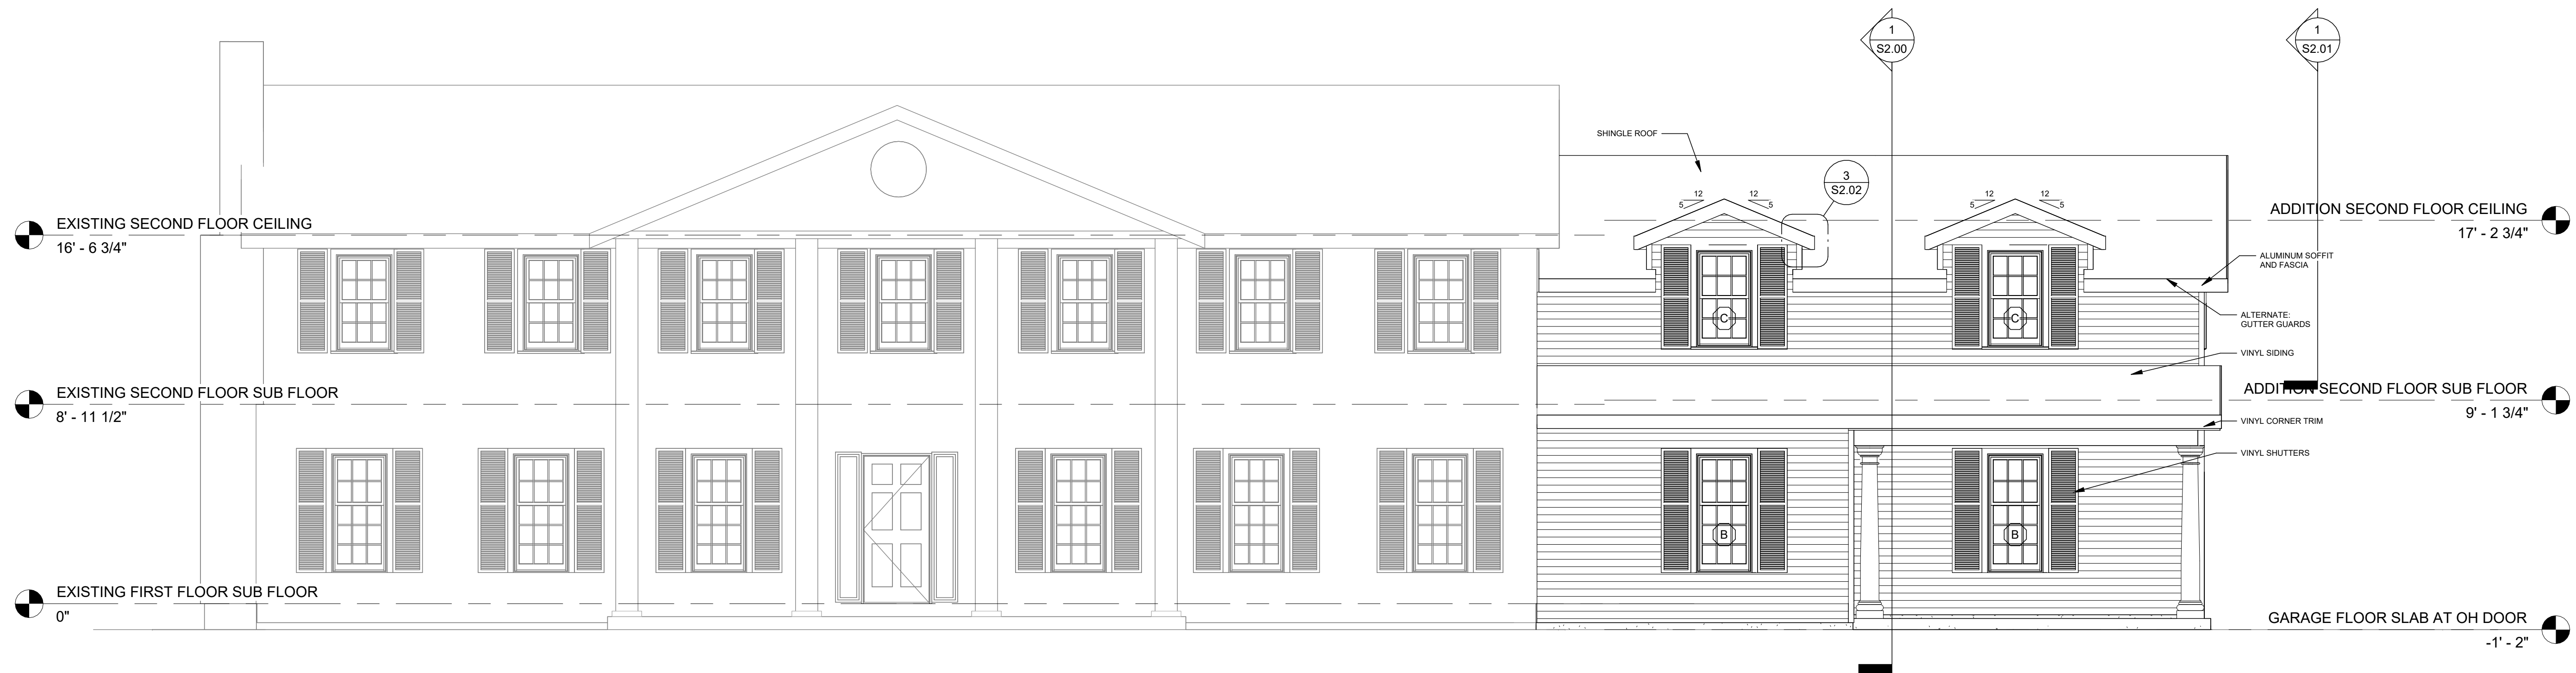 1
S2.00
1
S2.01
SHINGLE ROOF
3
S2.02
12
12
5
5
12
12
5
5
EXISTING SECOND FLOOR CEILING
16' - 6 3/4"
ADDITION SECOND FLOOR CEILING
17' - 2 3/4"
ALUMINUM SOFFIT
AND FASCIA
C
C
ALTERNATE:
GUTTER GUARDS
VINYL SIDING
EXISTING SECOND FLOOR SUB FLOOR
8' - 11 1/2"
ADDITION SECOND FLOOR SUB FLOOR
9' - 1 3/4"
VINYL CORNER TRIM
VINYL SHUTTERS
B
B
EXISTING FIRST FLOOR SUB FLOOR
0"
GARAGE FLOOR SLAB AT OH DOOR
-1' - 2"